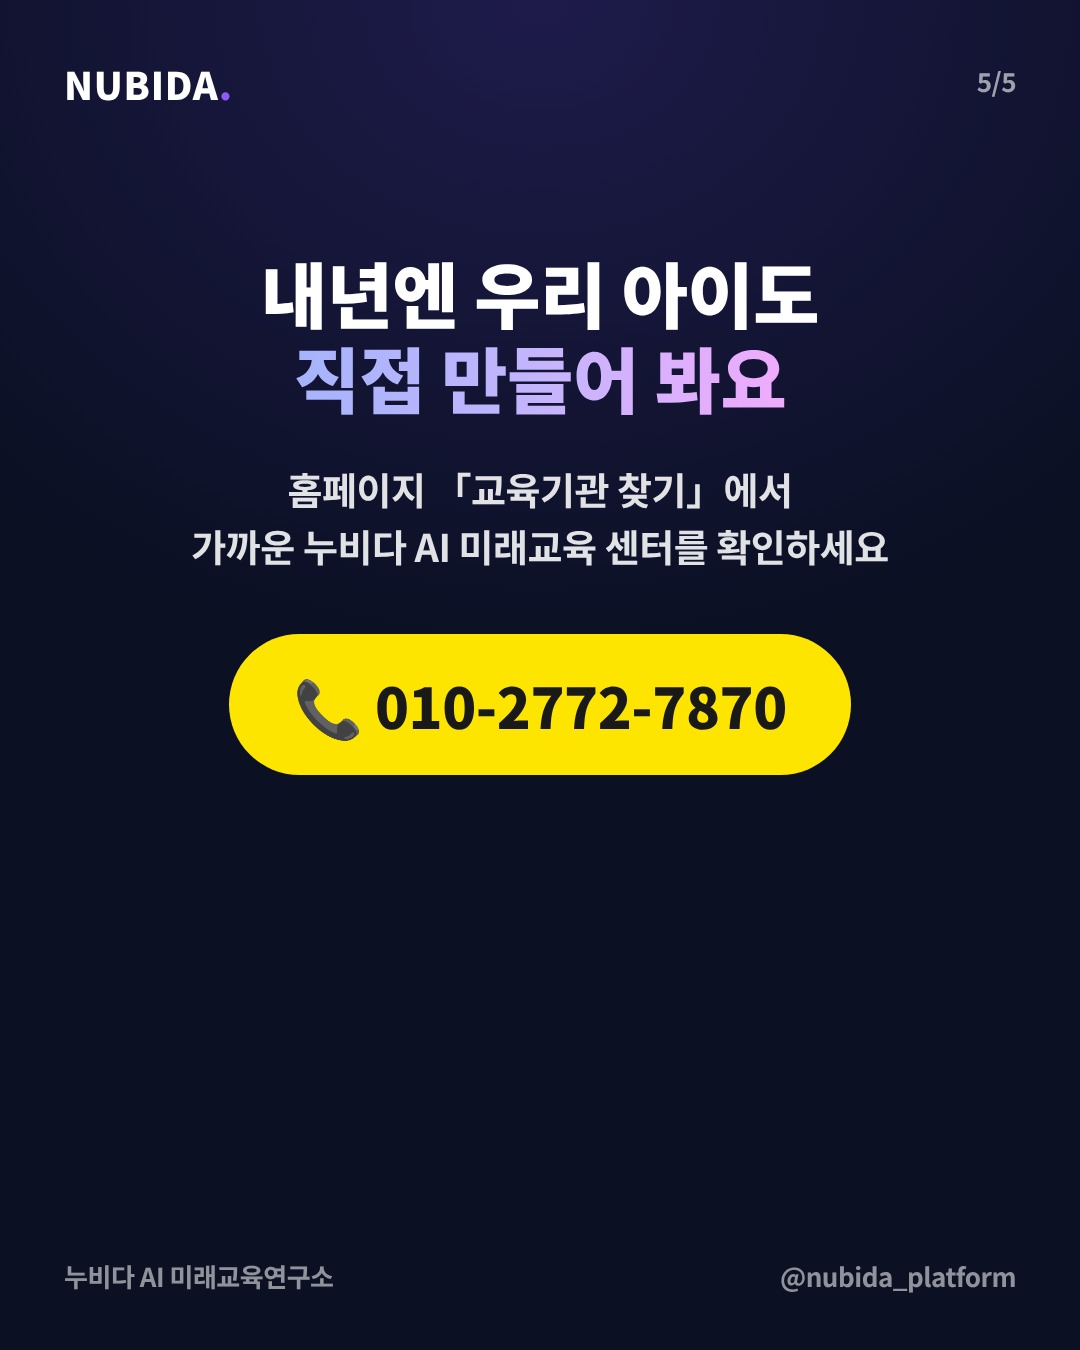 NUBIDA.
5/5
내년엔 우리 아이도
직접 만들어 봐요
홈페이지 「교육기관 찾기」에서
가까운 누비다 AI 미래교육 센터를 확인하세요
📞 010-2772-7870
누비다 AI 미래교육연구소
@nubida_platform